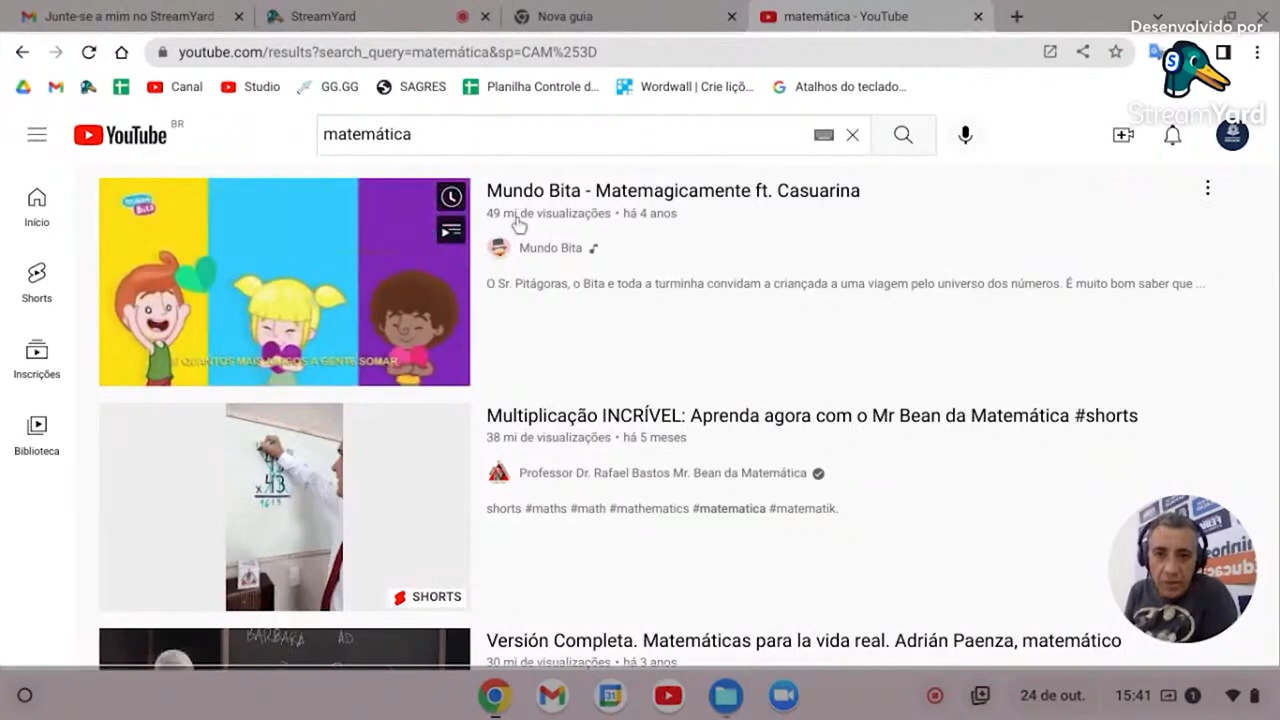 Junte-se a mim no StreamYard
StreamYard
Nova guia
matemática - YouTube
Desenvolvido por
youtube.com/results?search_query=matemática&sp=CAM%253D
StreamYard
Canal
Studio
GG.GG
SAGRES
Planilha Controle d...
Wordwall | Crie liçõ...
Atalhos do teclado...
YouTube BR
matemática
Início
Shorts
Inscrições
Biblioteca
Mundo Bita - Matemagicamente ft. Casuarina
49 mi de visualizações • há 4 anos
Mundo Bita
O Sr. Pitágoras, o Bita e toda a turminha convidam a criançada a uma viagem pelo universo dos números. É muito bom saber que ...
Multiplicação INCRÍVEL: Aprenda agora com o Mr Bean da Matemática #shorts
38 mi de visualizações • há 5 meses
Professor Dr. Rafael Bastos Mr. Bean da Matemática
shorts #maths #math #mathematics #matematica #matematik.
SHORTS
Versión Completa. Matemáticas para la vida real. Adrián Paenza, matemático
30 mi de visualizações • há 3 anos
24 de out.
15:41
1